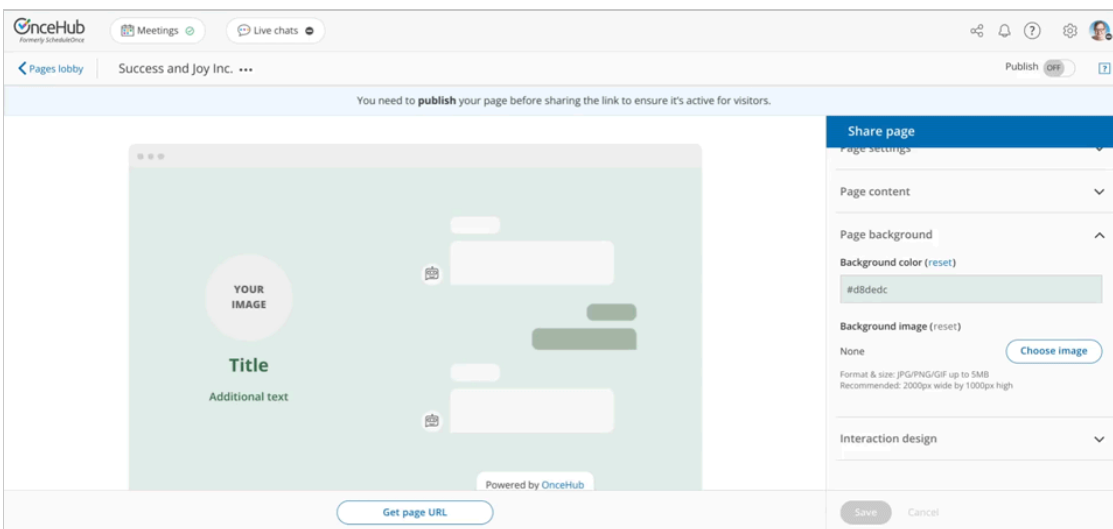 OnceHub
Formerly ScheduleOnce
Meetings
Live chats
?
Pages lobby
Success and Joy Inc. •••
Publish OFF
?
You need to publish your page before sharing the link to ensure it's active for visitors.
Share page
Page settings
Page content
Page background
Background color (reset)
#d8dedc
Background image (reset)
None
Choose image
Format & size: JPG/PNG/GIF up to 5MB
Recommended: 2000px wide by 1000px high
Interaction design
YOUR
IMAGE
Title
Additional text
Powered by OnceHub
Get page URL
Save
Cancel